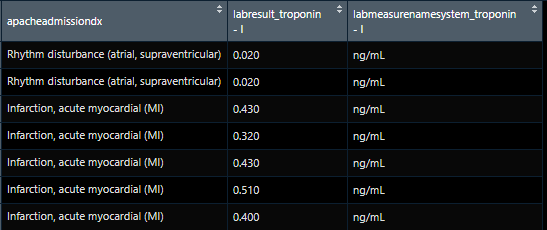 apacheadmissiondx labresult_troponin - I labmeasurenamesystem_troponin - I
Rhythm disturbance (atrial, supraventricular) 0.020 ng/mL
Rhythm disturbance (atrial, supraventricular) 0.020 ng/mL
Infarction, acute myocardial (MI) 0.430 ng/mL
Infarction, acute myocardial (MI) 0.320 ng/mL
Infarction, acute myocardial (MI) 0.430 ng/mL
Infarction, acute myocardial (MI) 0.510 ng/mL
Infarction, acute myocardial (MI) 0.400 ng/mL